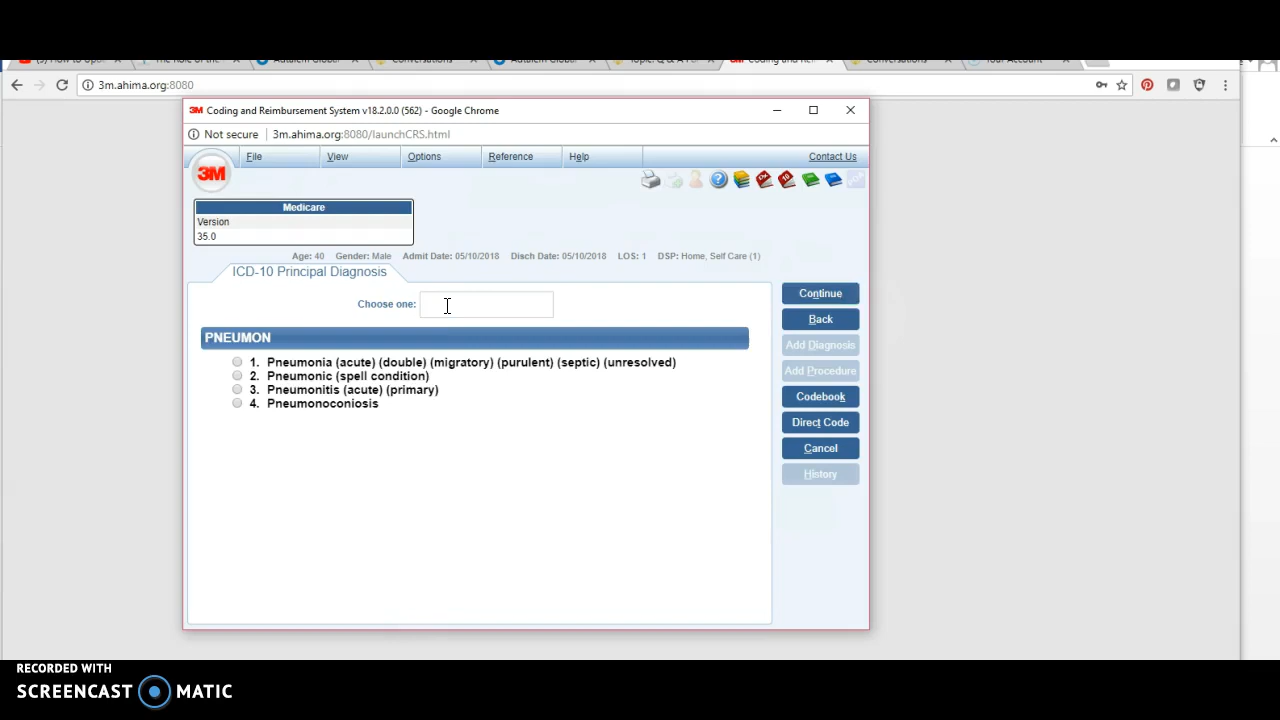 3m.ahima.org:8080
3M Coding and Reimbursement System v18.2.0.0 (562) - Google Chrome
Not secure | 3m.ahima.org:8080/launchCRS.html
3M
File View Options Reference Help Contact Us
Medicare
Version
35.0
Age: 40 Gender: Male Admit Date: 05/10/2018 Disch Date: 05/10/2018 LOS: 1 DSP: Home, Self Care (1)
ICD-10 Principal Diagnosis
Choose one:
PNEUMON
1. Pneumonia (acute) (double) (migratory) (purulent) (septic) (unresolved)
2. Pneumonic (spell condition)
3. Pneumonitis (acute) (primary)
4. Pneumonoconiosis
Continue
Back
Add Diagnosis
Add Procedure
Codebook
Direct Code
Cancel
History
RECORDED WITH
SCREENCAST MATIC